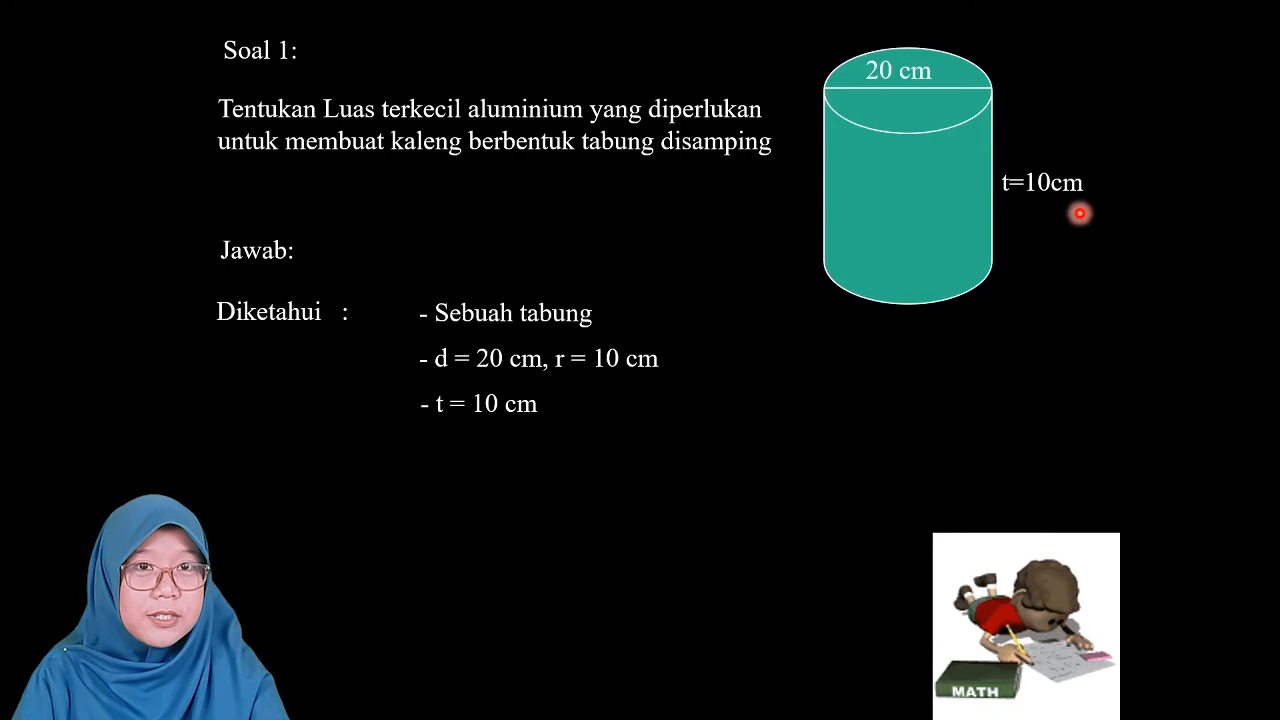 Soal 1:
20 cm
Tentukan Luas terkecil aluminium yang diperlukan
untuk membuat kaleng berbentuk tabung disamping
t=10cm
Jawab:
Diketahui :
- Sebuah tabung
- d = 20 cm, r = 10 cm
- t = 10 cm
MATH